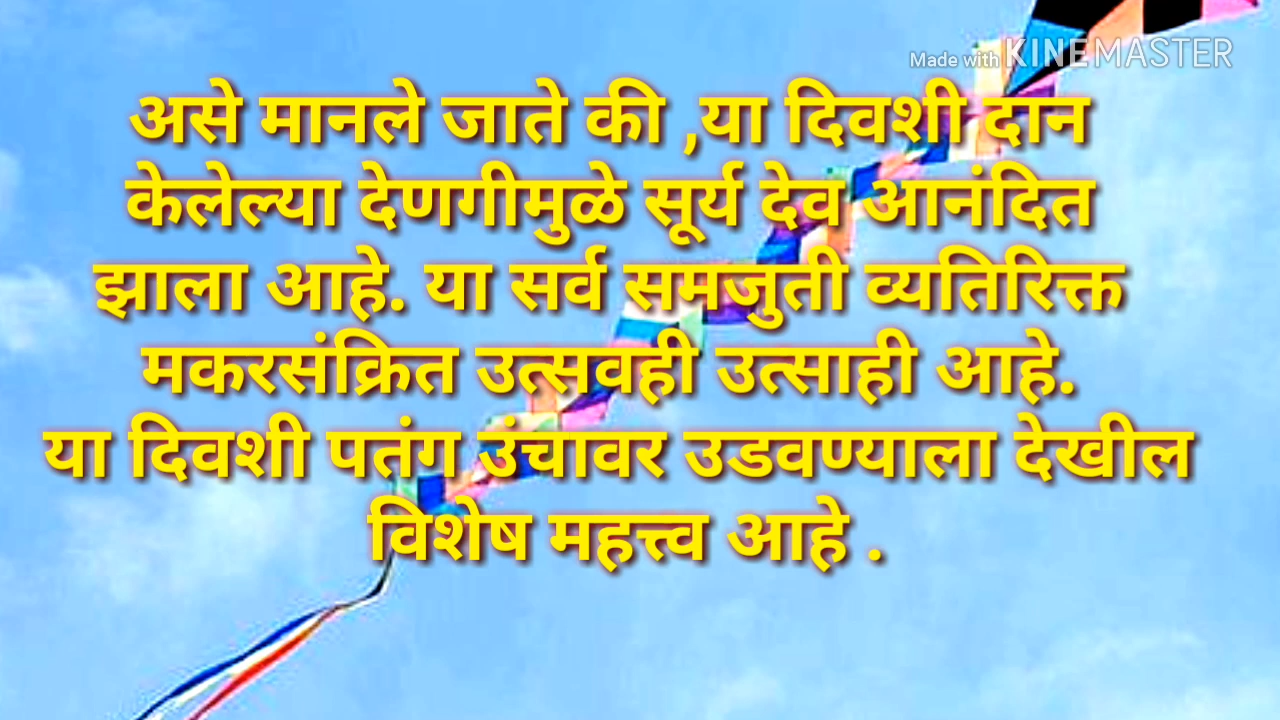 Made with KINEMASTER
असे मानले जाते की ,या दिवशी दान
केलेल्या देणगीमुळे सूर्य देव आनंदित
झाला आहे. या सर्व समजुती व्यतिरिक्त
मकरसंक्रित उत्सवही उत्साही आहे.
या दिवशी पतंग उंचावर उडवण्याला देखील
विशेष महत्त्व आहे .